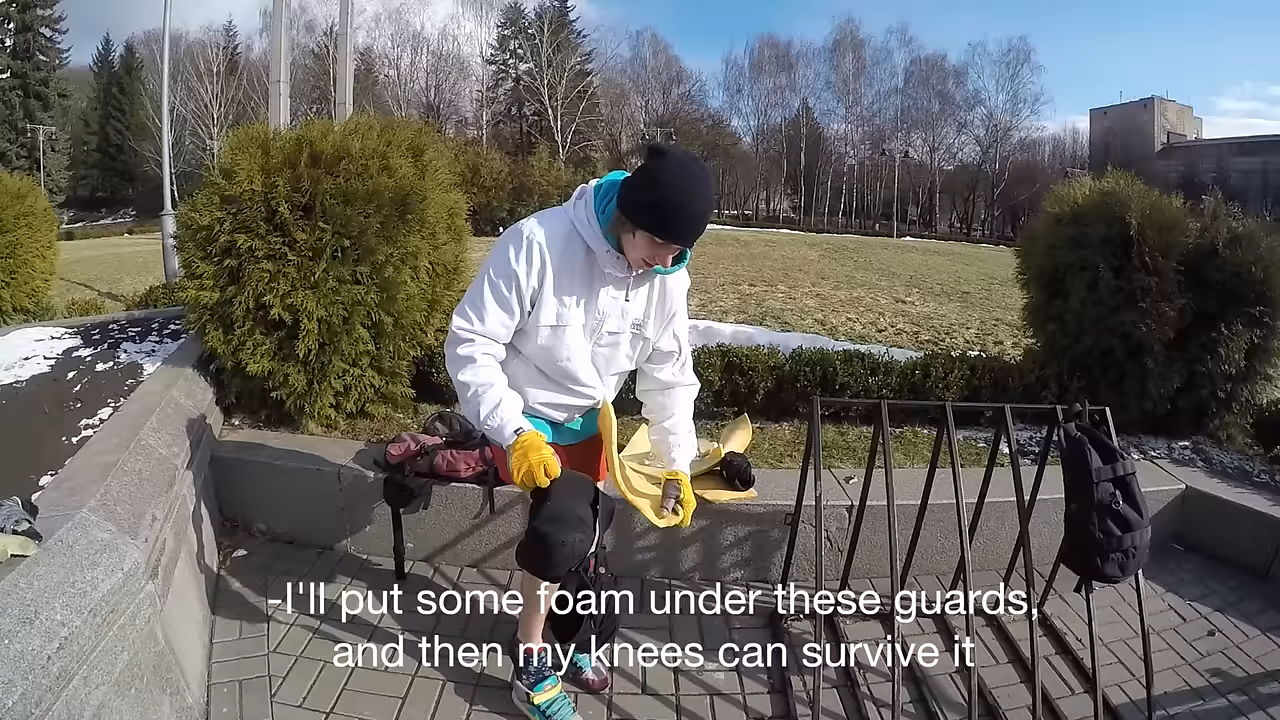 -I'll put some foam under these guards,
and then my knees can survive it